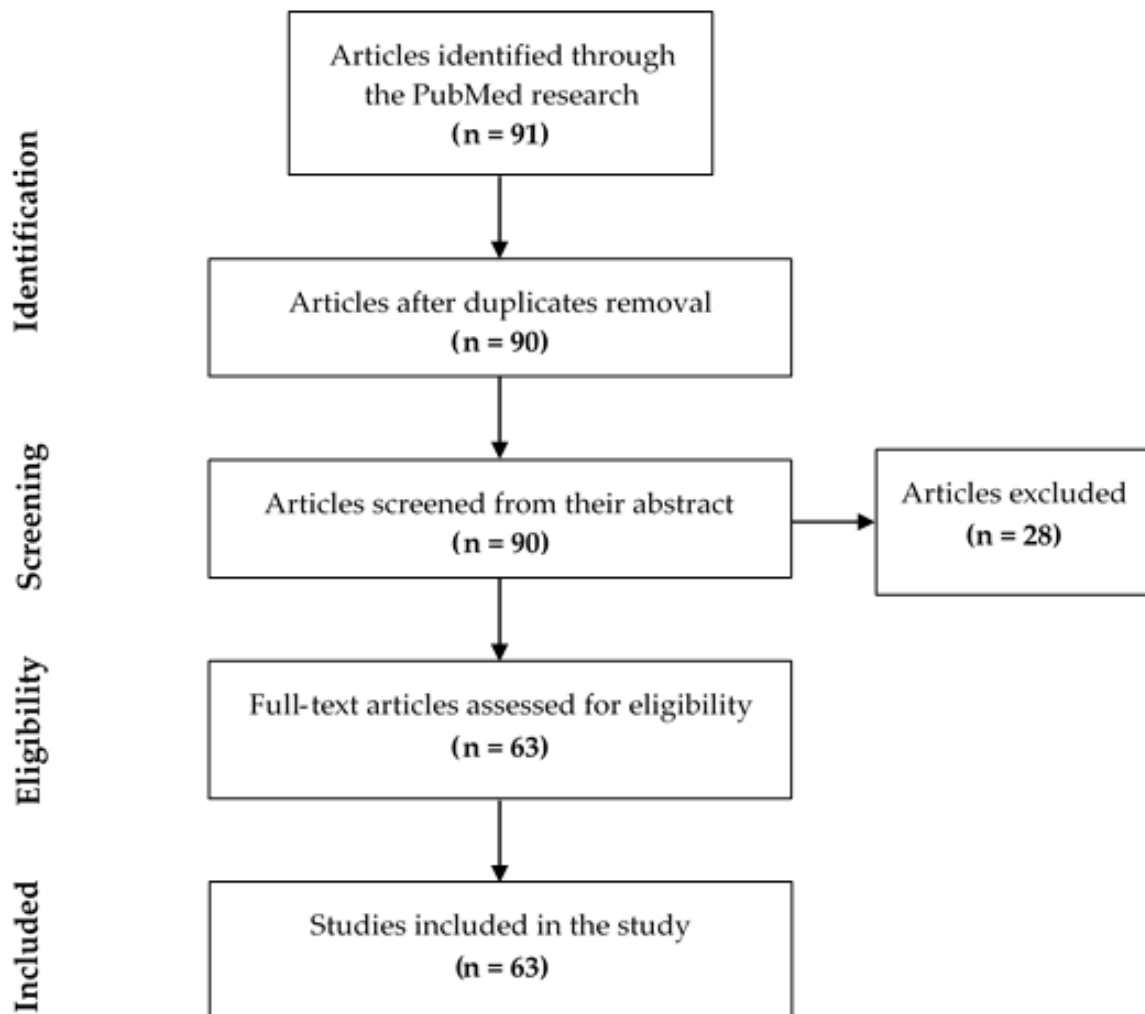 Identification
Articles identified through
the PubMed research
(n = 91)
Articles after duplicates removal
(n = 90)
Screening
Articles screened from their abstract
(n = 90)
Articles excluded
(n = 28)
Eligibility
Full-text articles assessed for eligibility
(n = 63)
Included
Studies included in the study
(n = 63)